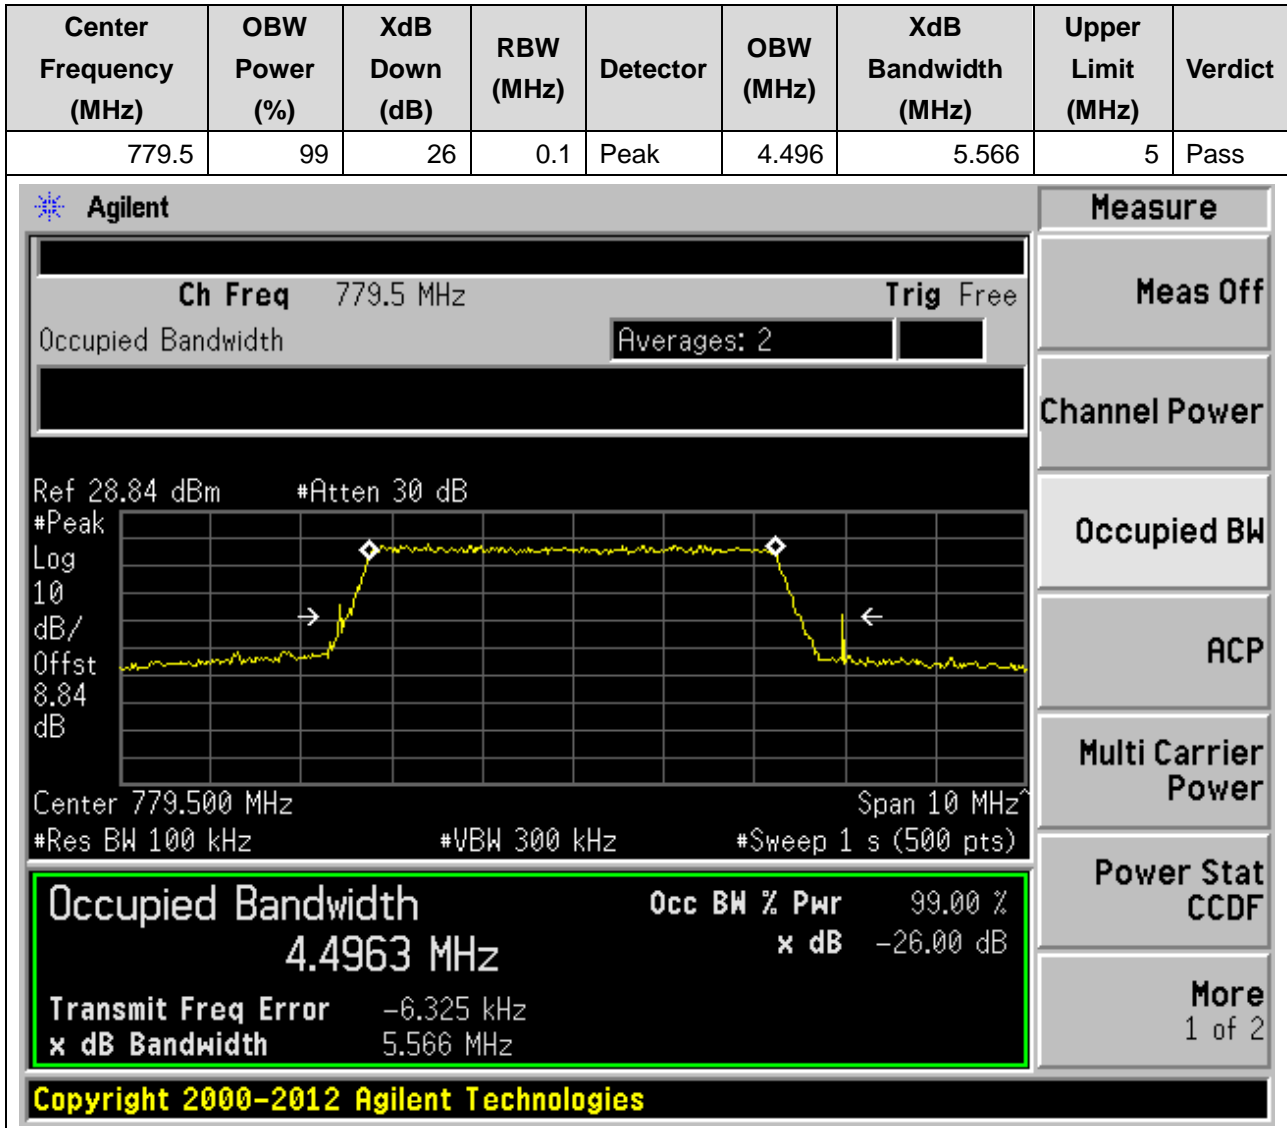 Center Frequency (MHz) OBW Power (%) XdB Down (dB) RBW (MHz) Detector OBW (MHz) XdB Bandwidth (MHz) Upper Limit (MHz) Verdict
779.5 99 26 0.1 Peak 4.496 5.566 5 Pass
Agilent
Measure
Ch Freq 779.5 MHz Trig Free
Occupied Bandwidth Averages: 2
Meas Off
Channel Power
Occupied BW
ACP
Multi Carrier
Power
Power Stat
CCDF
More
1 of 2
Ref 28.84 dBm #Atten 30 dB
#Peak
Log
10
dB/
Offst
8.84
dB
Center 779.500 MHz Span 10 MHz^
#Res BW 100 kHz #VBW 300 kHz #Sweep 1 s (500 pts)
Occupied Bandwidth Occ BW % Pwr 99.00 %
4.4963 MHz x dB -26.00 dB
Transmit Freq Error -6.325 kHz
x dB Bandwidth 5.566 MHz
Copyright 2000-2012 Agilent Technologies